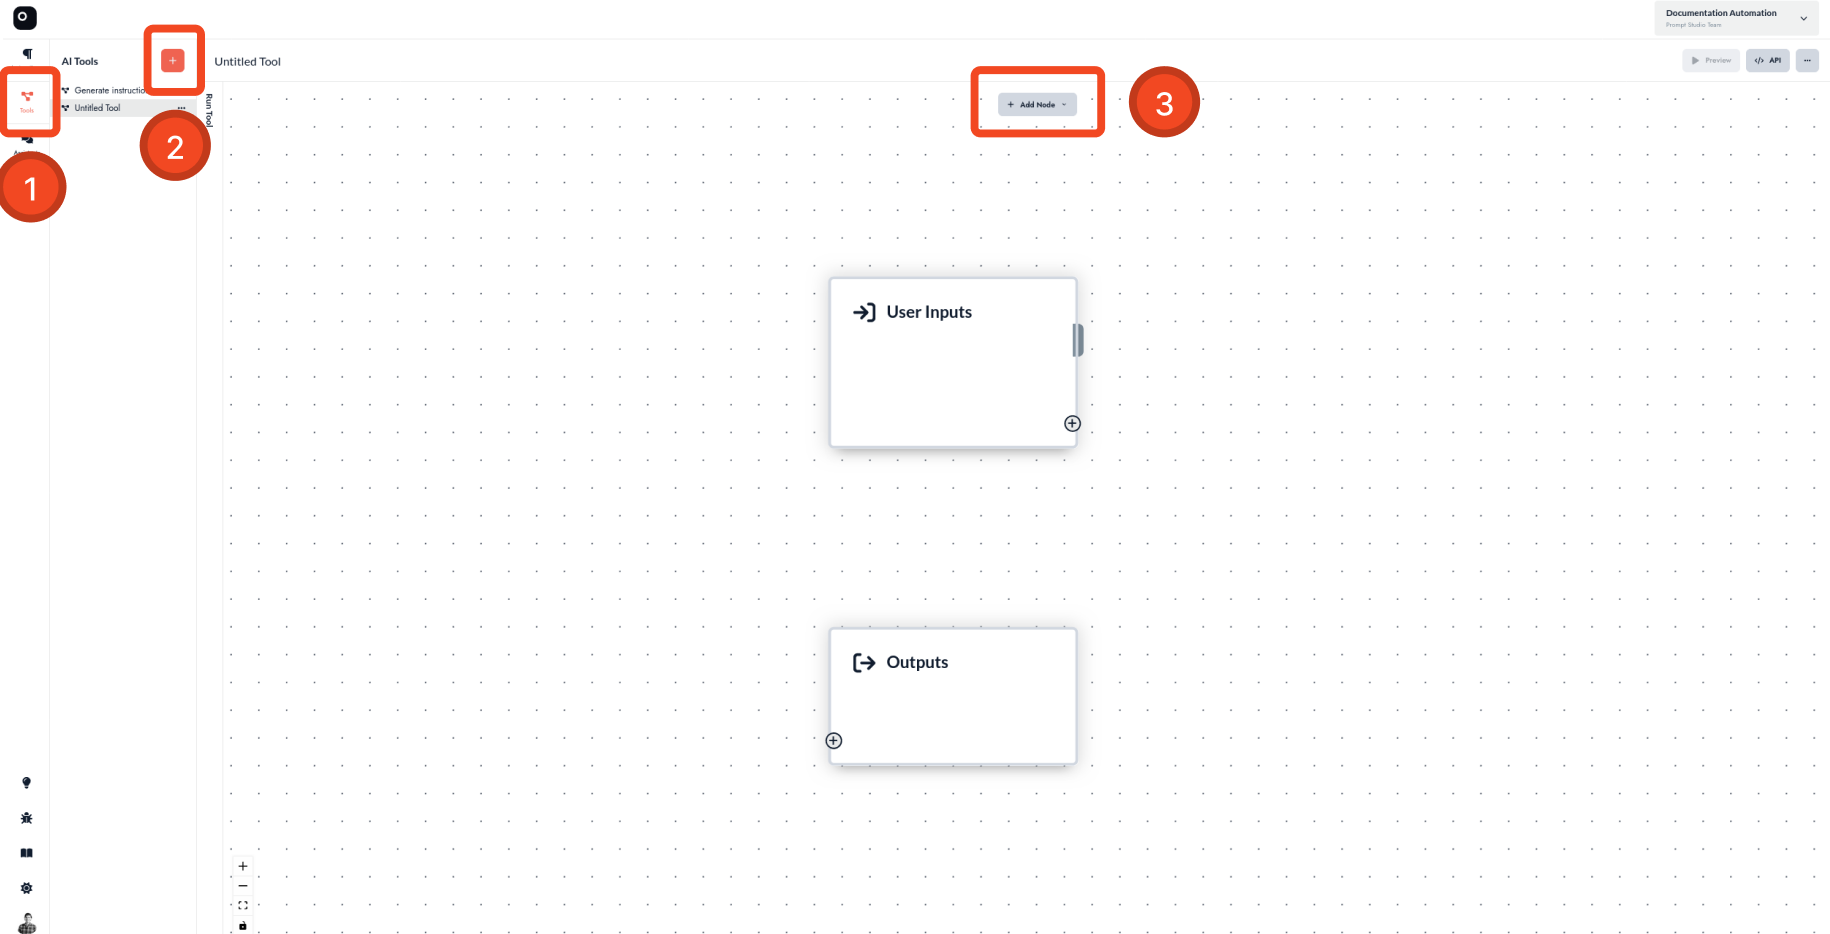 Documentation Automation
Prompt Studio Team
AI Tools
+
Untitled Tool
Preview
</> API
Tools
Generate instructio
Untitled Tool
Run Tool
+ Add Node
1
2
3
User Inputs
Outputs